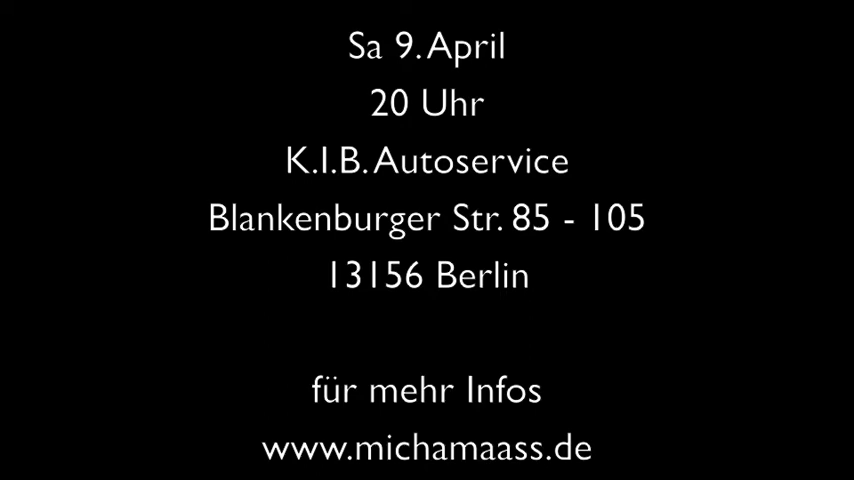 Sa 9. April
20 Uhr
K.I.B. Autoservice
Blankenburger Str. 85 - 105
13156 Berlin
für mehr Infos
www.michamaass.de